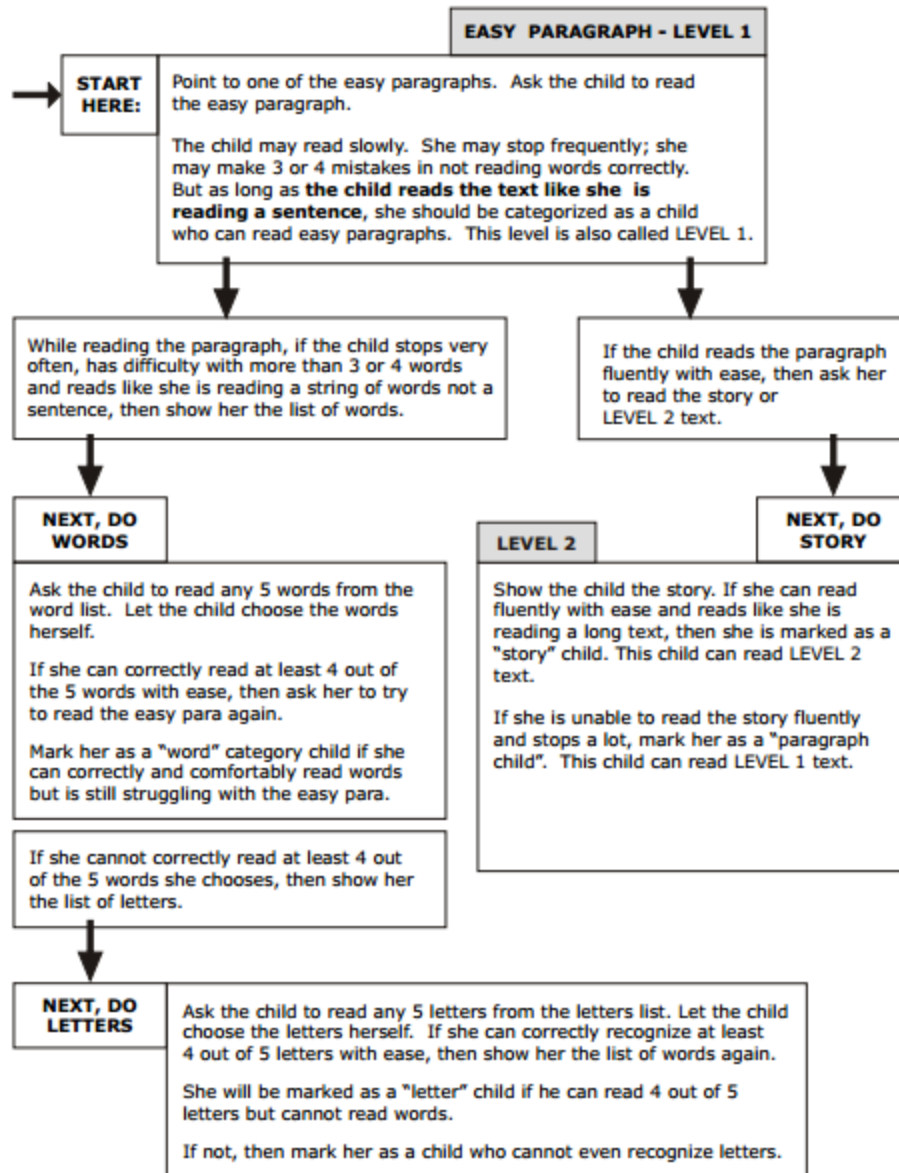 EASY PARAGRAPH - LEVEL 1
START
HERE:
Point to one of the easy paragraphs. Ask the child to read
the easy paragraph.
The child may read slowly. She may stop frequently; she
may make 3 or 4 mistakes in not reading words correctly.
But as long as the child reads the text like she is
reading a sentence, she should be categorized as a child
who can read easy paragraphs. This level is also called LEVEL 1.
While reading the paragraph, if the child stops very
often, has difficulty with more than 3 or 4 words
and reads like she is reading a string of words not a
sentence, then show her the list of words.
If the child reads the paragraph
fluently with ease, then ask her
to read the story or
LEVEL 2 text.
NEXT, DO
WORDS
Ask the child to read any 5 words from the
word list. Let the child choose the words
herself.
If she can correctly read at least 4 out of
the 5 words with ease, then ask her to try
to read the easy para again.
Mark her as a "word" category child if she
can correctly and comfortably read words
but is still struggling with the easy para.
If she cannot correctly read at least 4 out
of the 5 words she chooses, then show her
the list of letters.
LEVEL 2
NEXT, DO
STORY
Show the child the story. If she can read
fluently with ease and reads like she is
reading a long text, then she is marked as a
"story" child. This child can read LEVEL 2
text.
If she is unable to read the story fluently
and stops a lot, mark her as a "paragraph
child". This child can read LEVEL 1 text.
NEXT, DO
LETTERS
Ask the child to read any 5 letters from the letters list. Let the child
choose the letters herself. If she can correctly recognize at least
4 out of 5 letters with ease, then show her the list of words again.
She will be marked as a "letter" child if he can read 4 out of 5
letters but cannot read words.
If not, then mark her as a child who cannot even recognize letters.